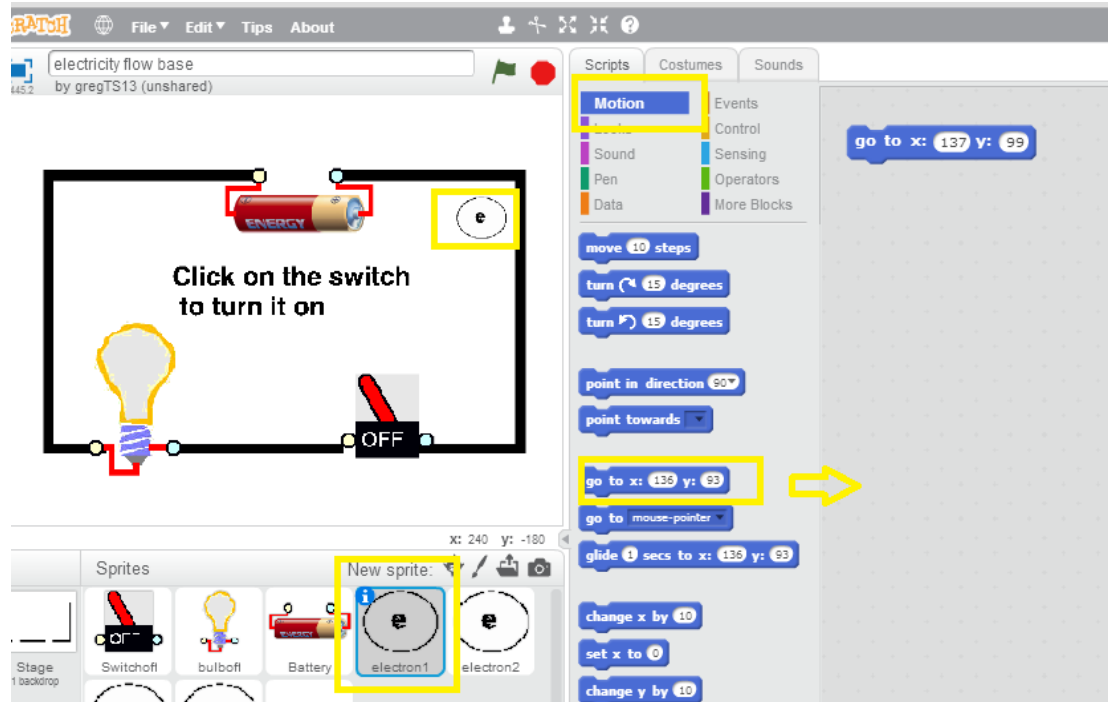 File▼ Edit▼ Tips About
electricity flow base
by gregTS13 (unshared)
ENERGY
e
Click on the switch
to turn it on
OFF
x: 240 y: -180
Sprites New sprite:
e
e
Stage
1 backdrop
Switchofl
bulbofl
Battery
electron1
electron2
Scripts Costumes Sounds
Motion Events
Looks Control
Sound Sensing
Pen Operators
Data More Blocks
move 10 steps
turn 15 degrees
turn 15 degrees
point in direction 90▼
point towards
go to x: 136 y: 93
go to mouse-pointer
glide 1 secs to x: 136 y: 93
change x by 10
set x to 0
change y by 10
go to x: 137 y: 99